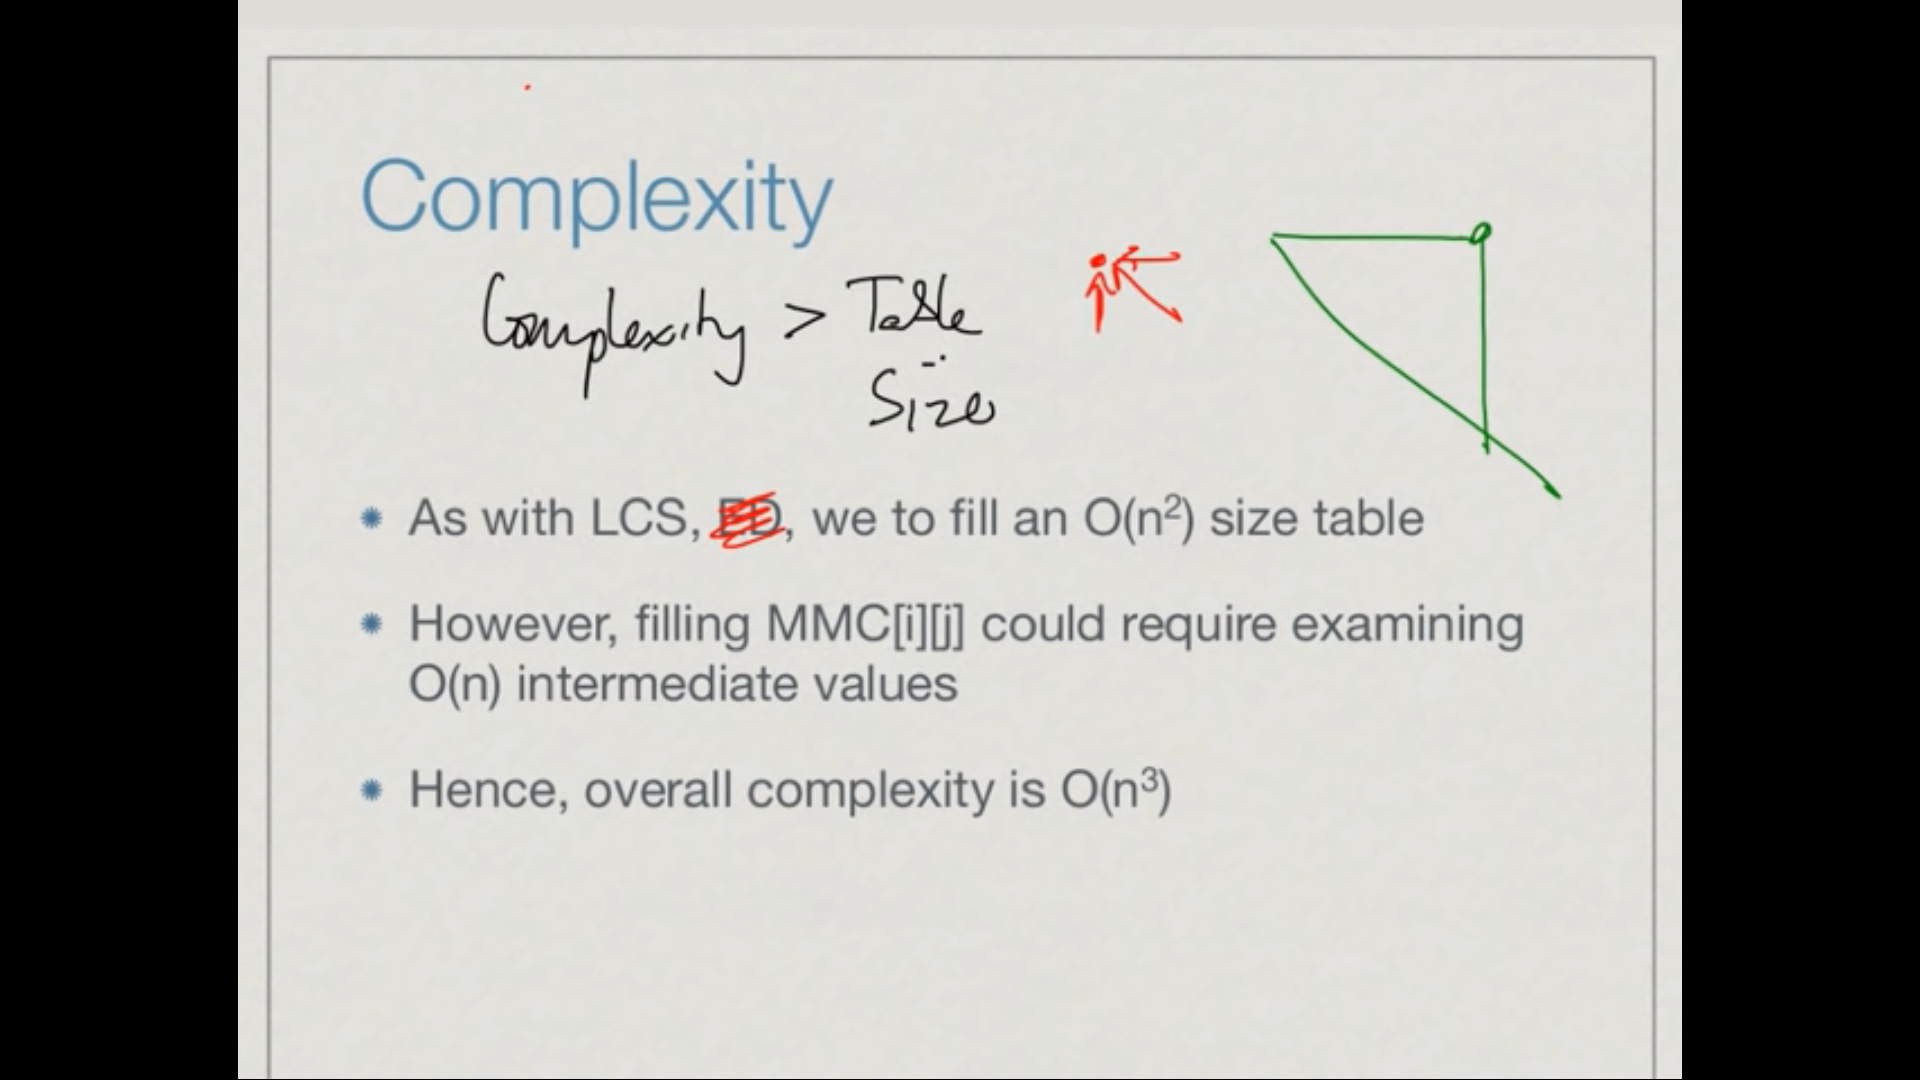 Complexity
Complexity > Table
Size
* As with LCS, ED, we to fill an O(n²) size table
* However, filling MMC[i][j] could require examining
O(n) intermediate values
* Hence, overall complexity is O(n³)